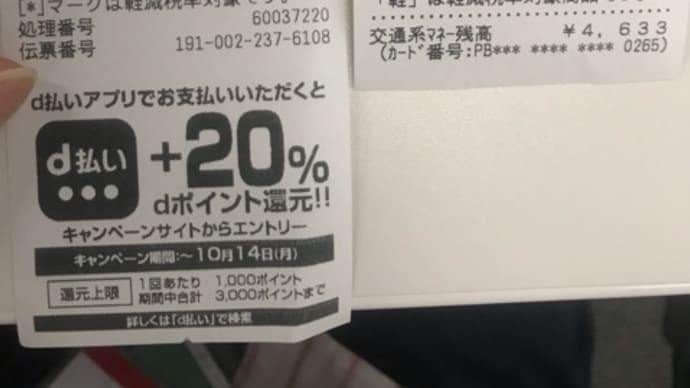 [*]マークは軽減税率対象です。
処理番号 60037220
伝票番号 191-002-237-6108
d払いアプリでお支払いいただくと
d払い
+20%
dポイント還元!!
キャンペーンサイトからエントリー
キャンペーン期間:~10月14日(月)
還元上限
1回あたり 1,000ポイント
期間中合計 3,000ポイントまで
詳しくは「d払い」で検索
交通系マネー残高 ¥4,633
(カード番号:PB*** **** **** 0265)